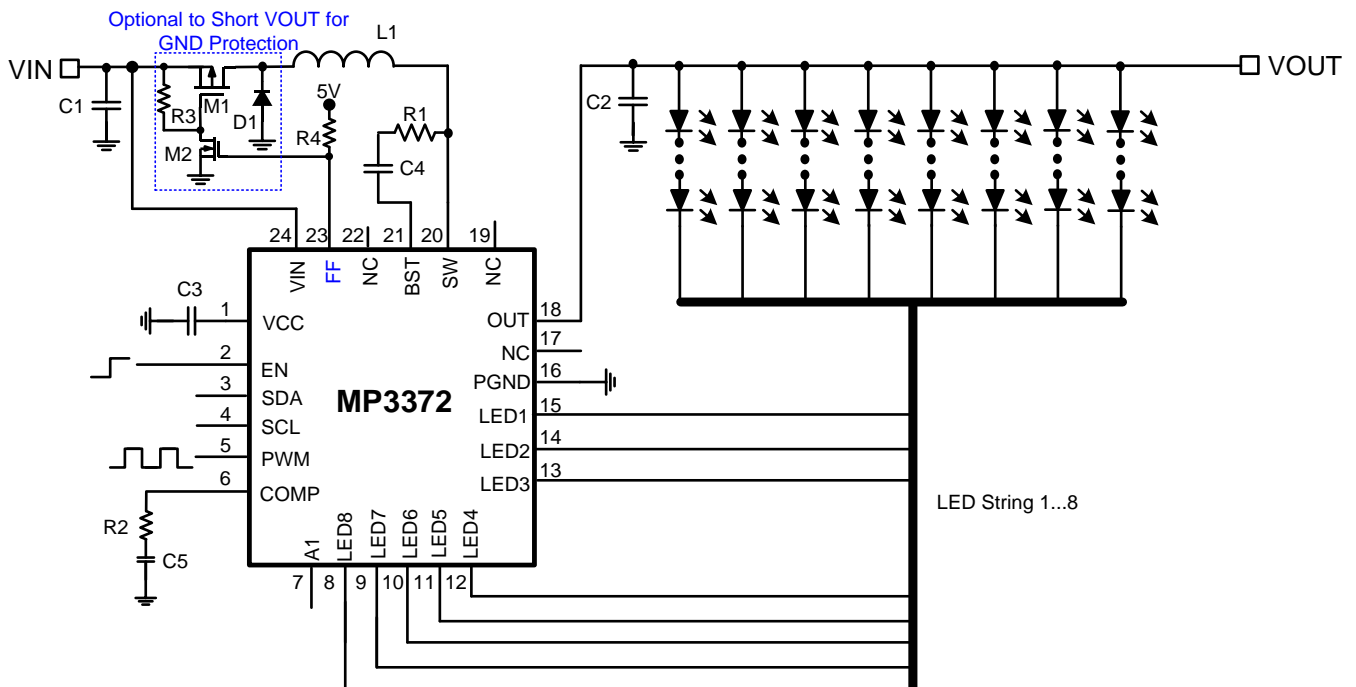 Optional to Short VOUT for
GND Protection
L1
VIN
VOUT
C1
R3
M1
D1
5V
R4
R1
C2
M2
C4
24
23
22
21
20
19
VIN
FF
NC
BST
SW
NC
C3
1
VCC
OUT
18
2
EN
NC
17
3
SDA
PGND
16
MP3372
4
SCL
LED1
15
5
PWM
LED2
14
6
COMP
LED3
13
LED String 1...8
R2
C5
A1
LED8
LED7
LED6
LED5
LED4
7
8
9
10
11
12